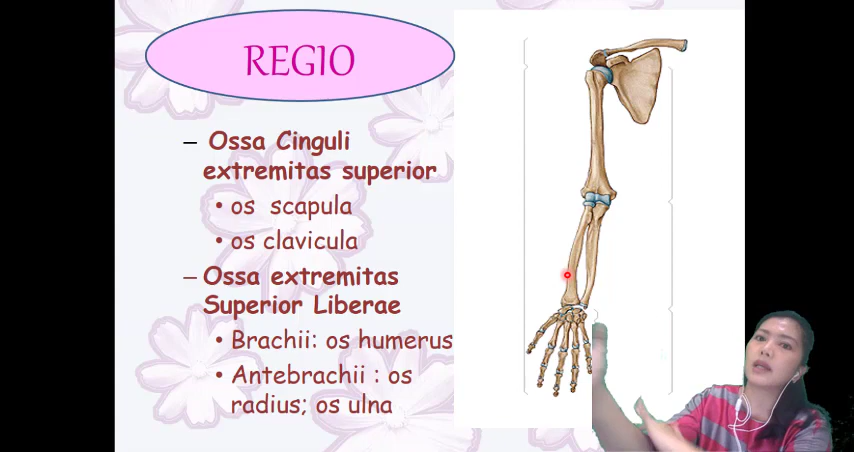 REGIO
– Ossa Cinguli
extremitas superior
• os scapula
• os clavicula
– Ossa extremitas
Superior Liberae
• Brachii: os humerus
• Antebrachii : os
radius; os ulna